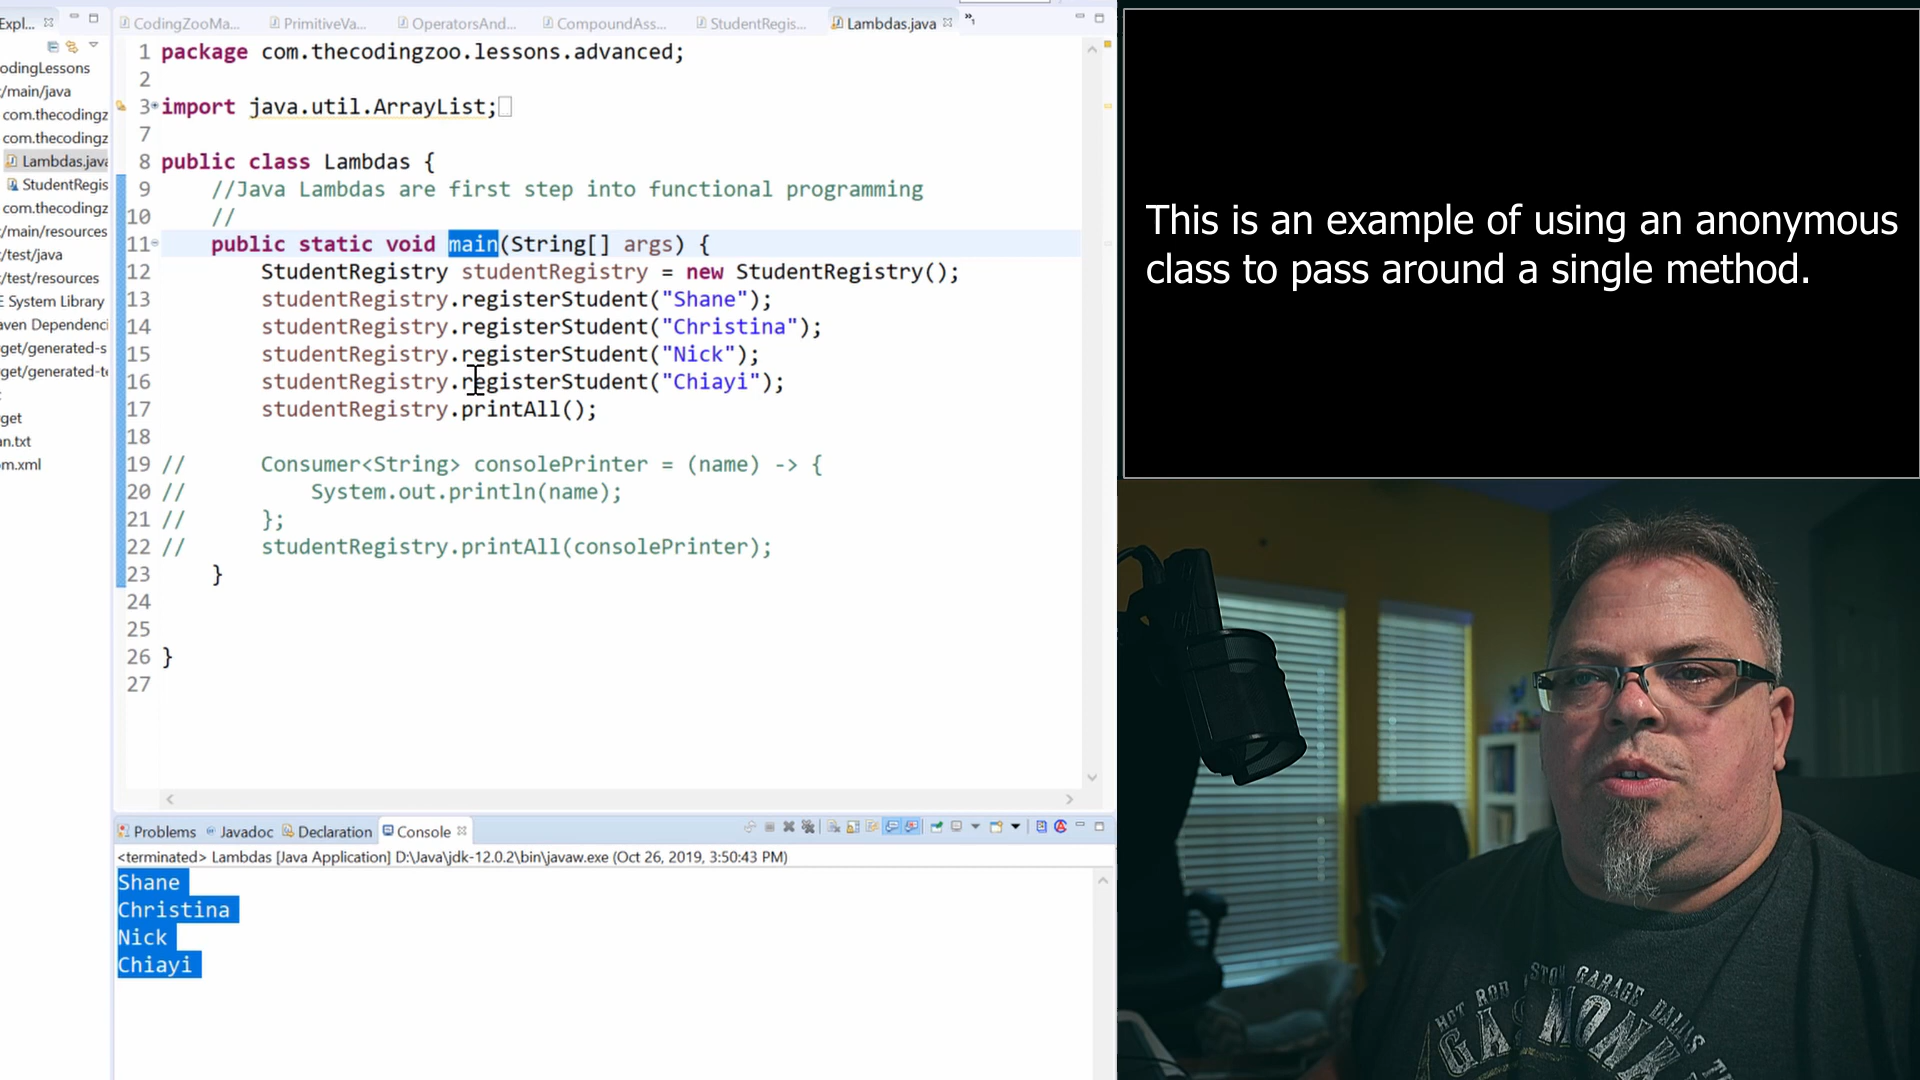 Expl...
CodingZooMa...
PrimitiveVa...
OperatorsAnd...
CompoundAss...
StudentRegis...
Lambdas.java
odingLessons
/main/java
com.thecodingz
com.thecodingz
Lambdas.java
StudentRegis
com.thecodingz
/main/resources
/test/java
/test/resources
E System Library
aven Dependenci
get/generated-s
get/generated-te
get
an.txt
m.xml
1 package com.thecodingzoo.lessons.advanced;
2
3 import java.util.ArrayList;
7
8 public class Lambdas {
9 //Java Lambdas are first step into functional programming
10 //
11 public static void main(String[] args) {
12 StudentRegistry studentRegistry = new StudentRegistry();
13 studentRegistry.registerStudent("Shane");
14 studentRegistry.registerStudent("Christina");
15 studentRegistry.registerStudent("Nick");
16 studentRegistry.registerStudent("Chiayi");
17 studentRegistry.printAll();
18
19 // Consumer<String> consolePrinter = (name) -> {
20 // System.out.println(name);
21 // };
22 // studentRegistry.printAll(consolePrinter);
23 }
24
25
26 }
27
Problems
Javadoc
Declaration
Console
<terminated> Lambdas [Java Application] D:\Java\jdk-12.0.2\bin\javaw.exe (Oct 26, 2019, 3:50:43 PM)
Shane
Christina
Nick
Chiayi
This is an example of using an anonymous
class to pass around a single method.
HOT ROD
GARAGE
GAS MONK